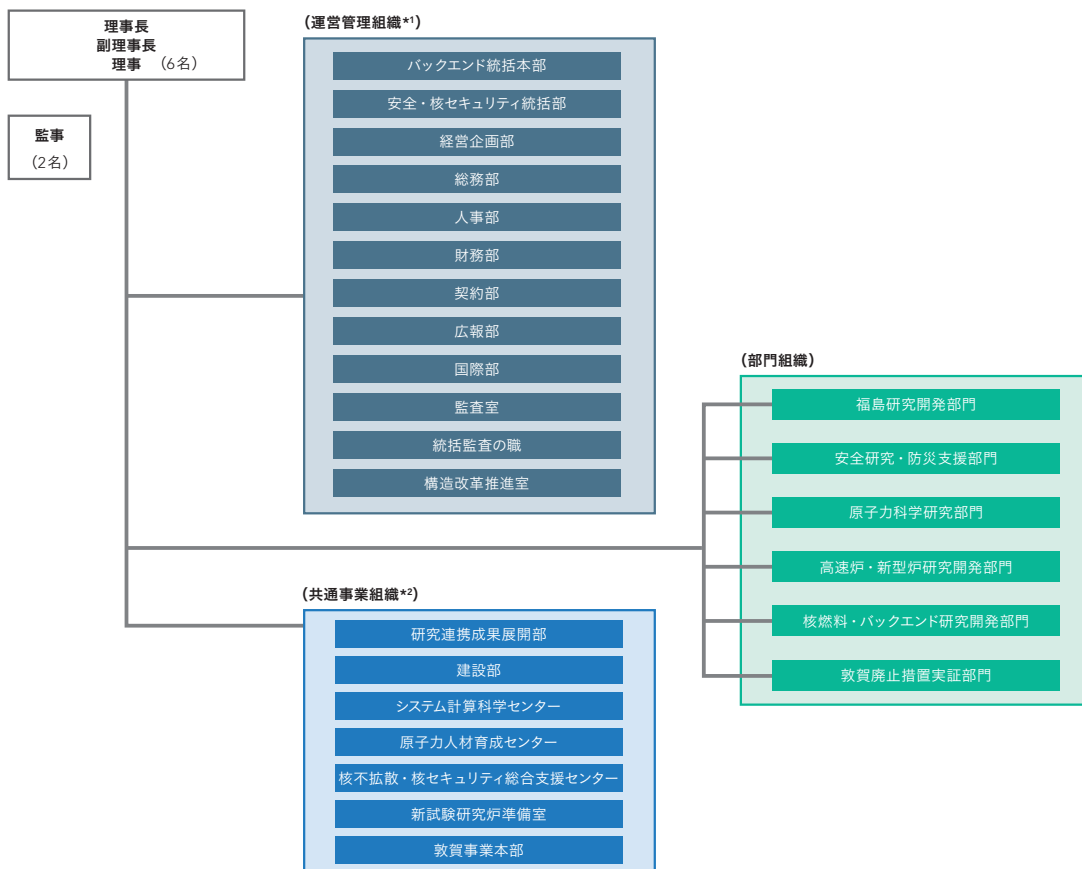 理事長
副理事長
理事（6名）
監事
（2名）
（運営管理組織*1）
バックエンド統括本部
安全・核セキュリティ統括部
経営企画部
総務部
人事部
財務部
契約部
広報部
国際部
監査室
統括監査の職
構造改革推進室
（共通事業組織*2）
研究連携成果展開部
建設部
システム計算科学センター
原子力人材育成センター
核不拡散・核セキュリティ総合支援センター
新試験研究炉準備室
敦賀事業本部
（部門組織）
福島研究開発部門
安全研究・防災支援部門
原子力科学研究部門
高速炉・新型炉研究開発部門
核燃料・バックエンド研究開発部門
敦賀廃止措置実証部門